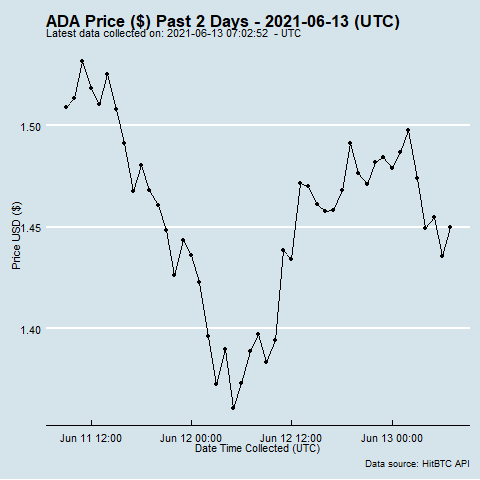 ADA Price ($) Past 2 Days - 2021-06-13 (UTC)
Latest data collected on: 2021-06-13 07:02:52 - UTC
Price USD ($)
1.50
1.45
1.40
Jun 11 12:00 Jun 12 00:00 Jun 12 12:00 Jun 13 00:00
Date Time Collected (UTC)
Data source: HitBTC API